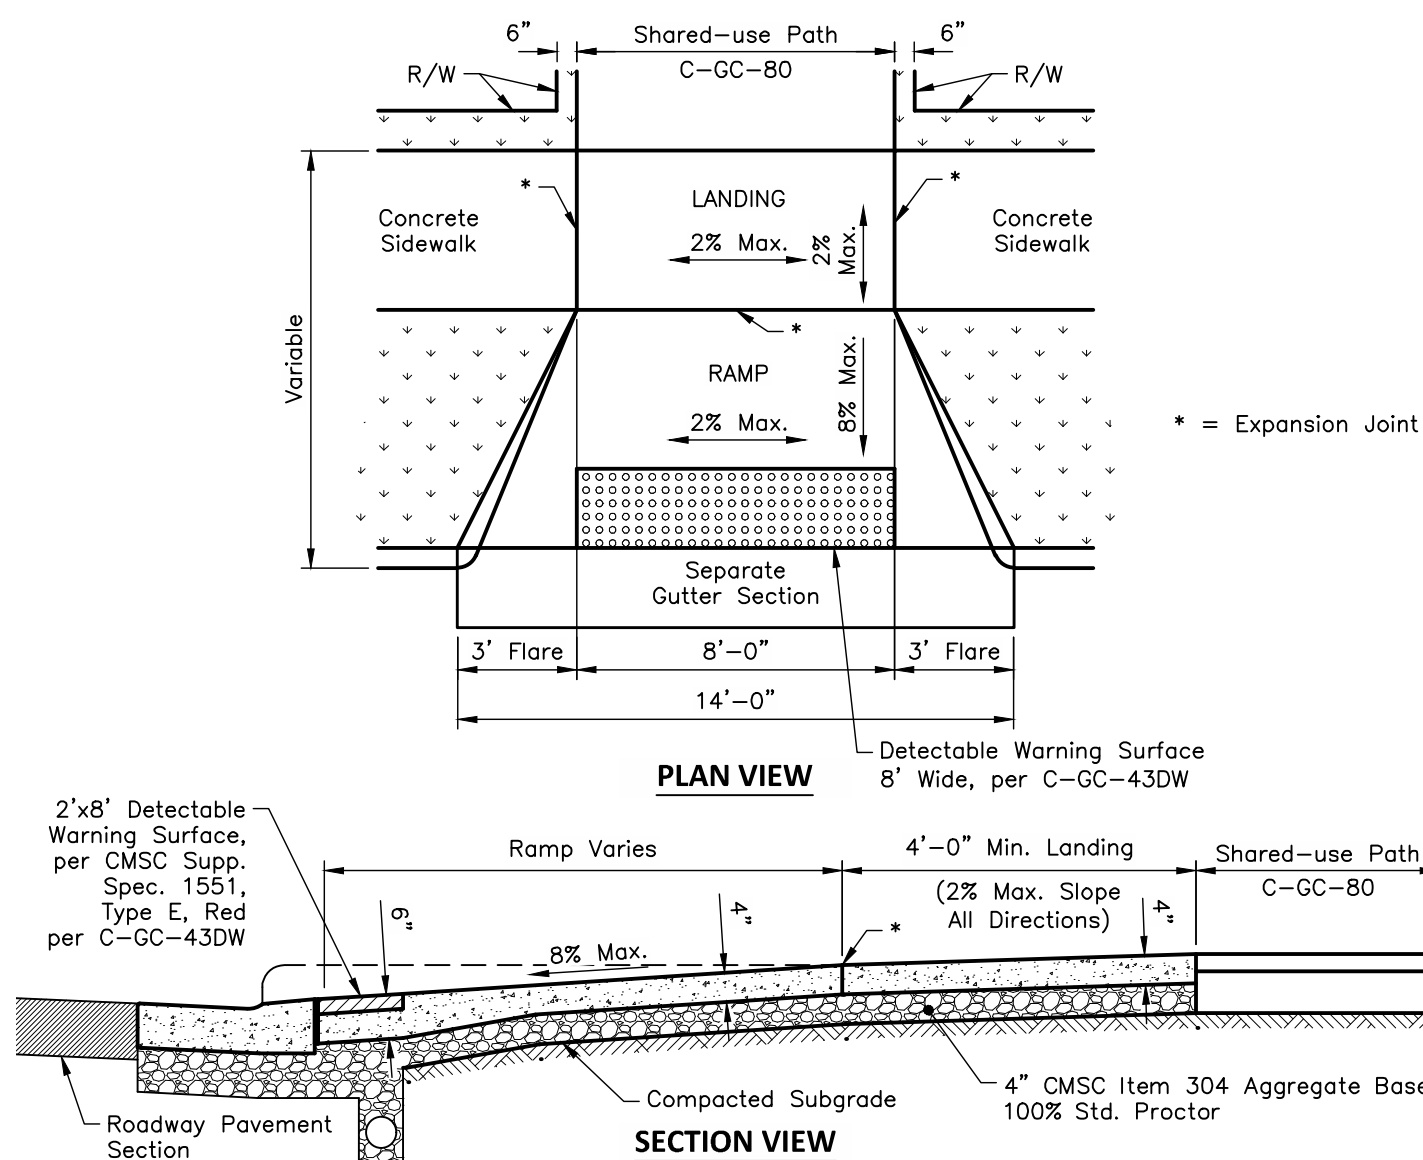 6”
Shared-use Path
6”
C-GC-80
R/W
R/W
*
*
LANDING
Concrete
Sidewalk
2% Max.
2%
Max.
Concrete
Sidewalk
*
Variable
RAMP
8% Max.
2% Max.
* = Expansion Joint
Separate
Gutter Section
3’ Flare
8’-0”
3’ Flare
14’-0”
Detectable Warning Surface
8’ Wide, per C-GC-43DW
PLAN VIEW
2’x8’ Detectable
Warning Surface,
per CMSC Supp.
Spec. 1551,
Type E, Red
per C-GC-43DW
Ramp Varies
4’-0” Min. Landing
(2% Max. Slope
All Directions)
Shared-use Path
C-GC-80
6”
4”
4”
*
8% Max.
4” CMSC Item 304 Aggregate Base
100% Std. Proctor
Compacted Subgrade
Roadway Pavement
Section
SECTION VIEW